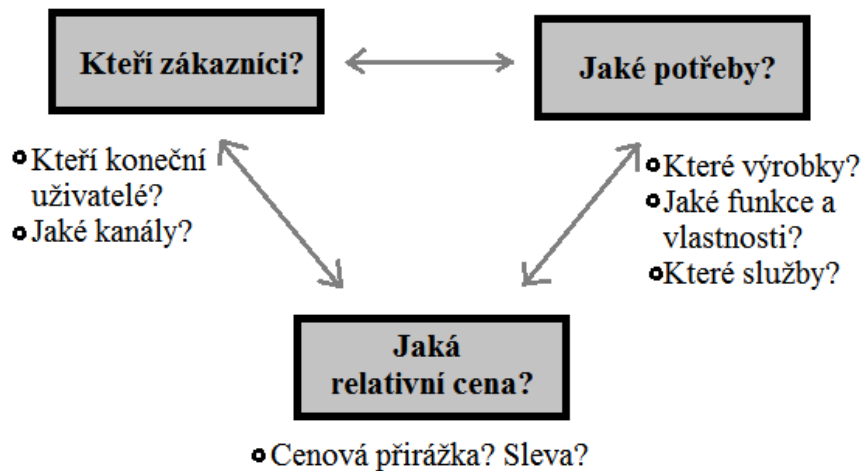 Kteří zákazníci?
Jaké potřeby?
Kteří koneční
uživatelé?
Jaké kanály?
Které výrobky?
Jaké funkce a
vlastnosti?
Které služby?
Jaká
relativní cena?
Cenová přirážka? Sleva?